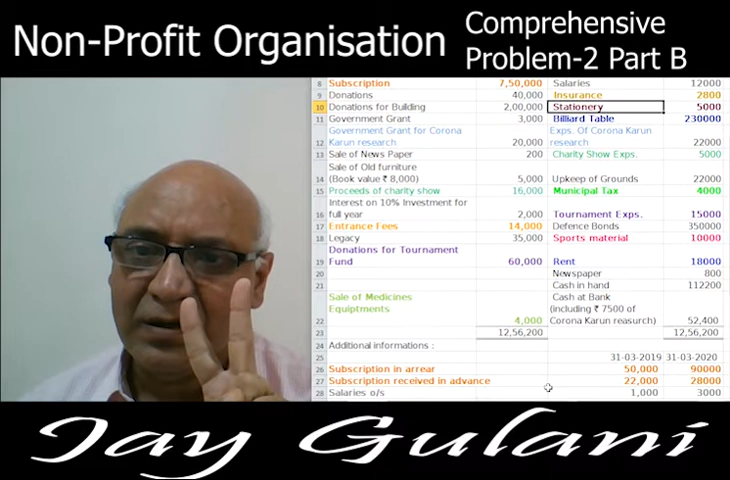 Non-Profit Organisation
Comprehensive
Problem-2 Part B
8 Subscription 7,50,000 Salaries 12000
9 Donations 40,000 Insurance 2800
10 Donations for Building 2,00,000 Stationery 5000
11 Government Grant 3,000 Billiard Table 230000
Government Grant for Corona Exps. Of Corona Karun
12 Karun research 20,000 research 22000
13 Sale of News Paper 200 Charity Show Exps. 5000
Sale of Old furniture
14 (Book value ₹ 8,000) 5,000 Upkeep of Grounds 22000
15 Proceeds of charity show 16,000 Municipal Tax 4000
Interest on 10% Investment for
16 full year 2,000 Tournament Exps. 15000
17 Entrance Fees 14,000 Defence Bonds 350000
18 Legacy 35,000 Sports material 10000
Donations for Tournament
19 Fund 60,000 Rent 18000
20 Newspaper 800
21 Cash in hand 112200
Cash at Bank
Sale of Medicines (including ₹ 7500 of
Equiptments Corona Karun reasurch) 52,400
22 4,000
23 12,56,200 12,56,200
24 Additional informations :
25 31-03-2019 31-03-2020
26 Subscription in arrear 50,000 90000
27 Subscription received in advance 22,000 28000
28 Salaries o/s 1,000 3000
Jay Gulani